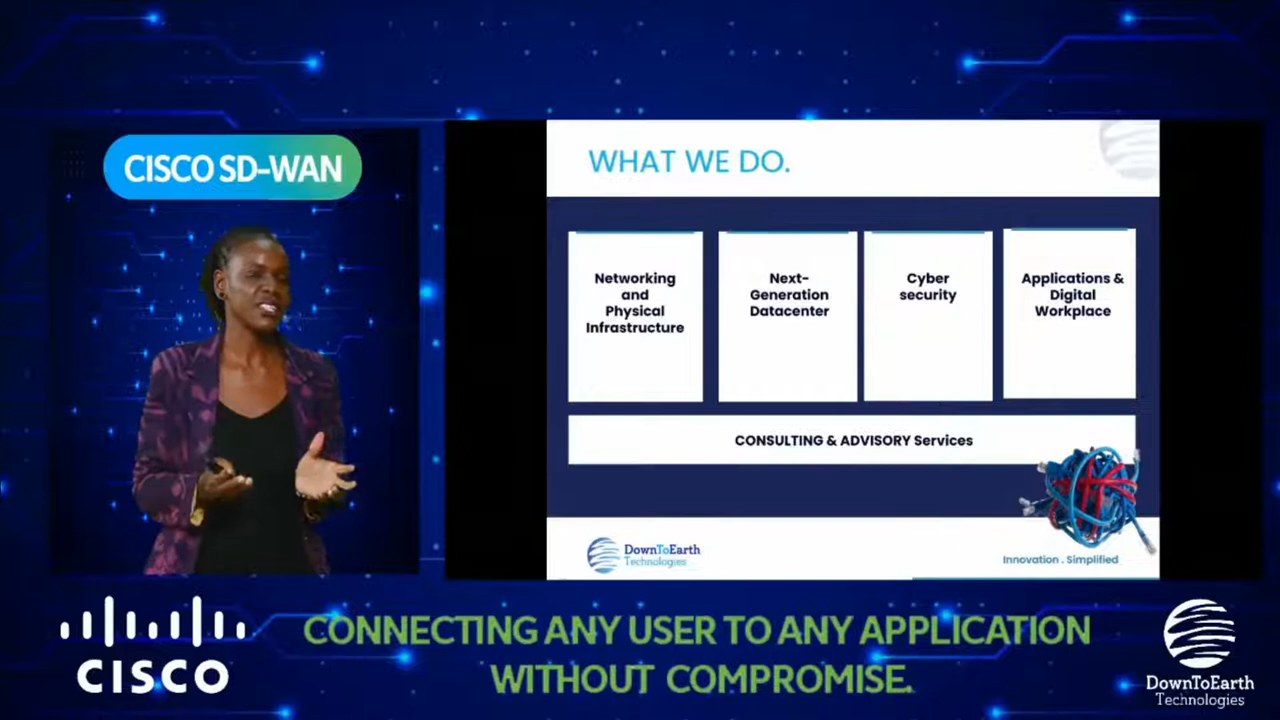 CISCO SD-WAN
WHAT WE DO.
Networking
and
Physical
Infrastructure
Next-
Generation
Datacenter
Cyber
security
Applications &
Digital
Workplace
CONSULTING & ADVISORY Services
DownToEarth
Technologies
Innovation . Simplified
CISCO
CONNECTING ANY USER TO ANY APPLICATION
WITHOUT COMPROMISE.
DownToEarth
Technologies